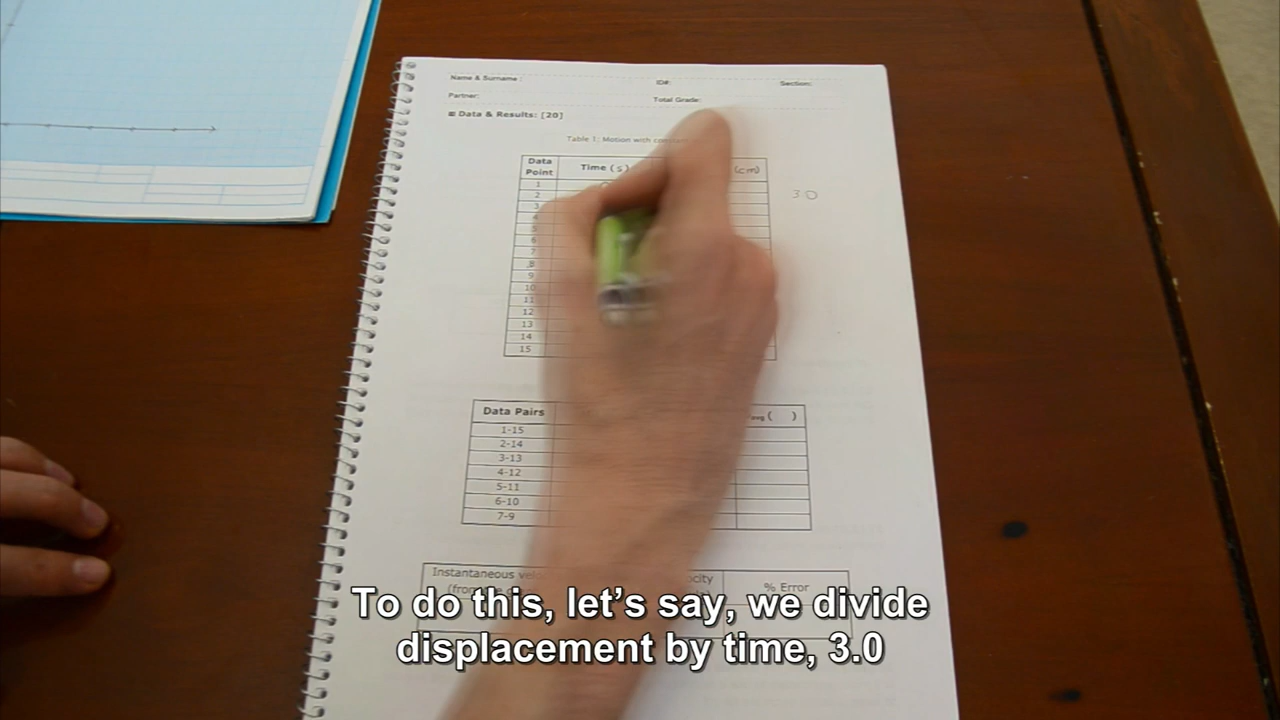 Name & Surname :
ID#:
Section:
Partner:
Total Grade:
Data & Results: [20]
Table 1: Motion with
Data Point
Time (s)
(cm)
1
2
3
4
5
6
7
8
9
10
11
12
13
14
15
30
Data Pairs
avg( )
1-15
2-14
3-13
4-12
5-11
6-10
7-9
Instantaneous
% Error
To do this, let's say, we divide
displacement by time, 3.0